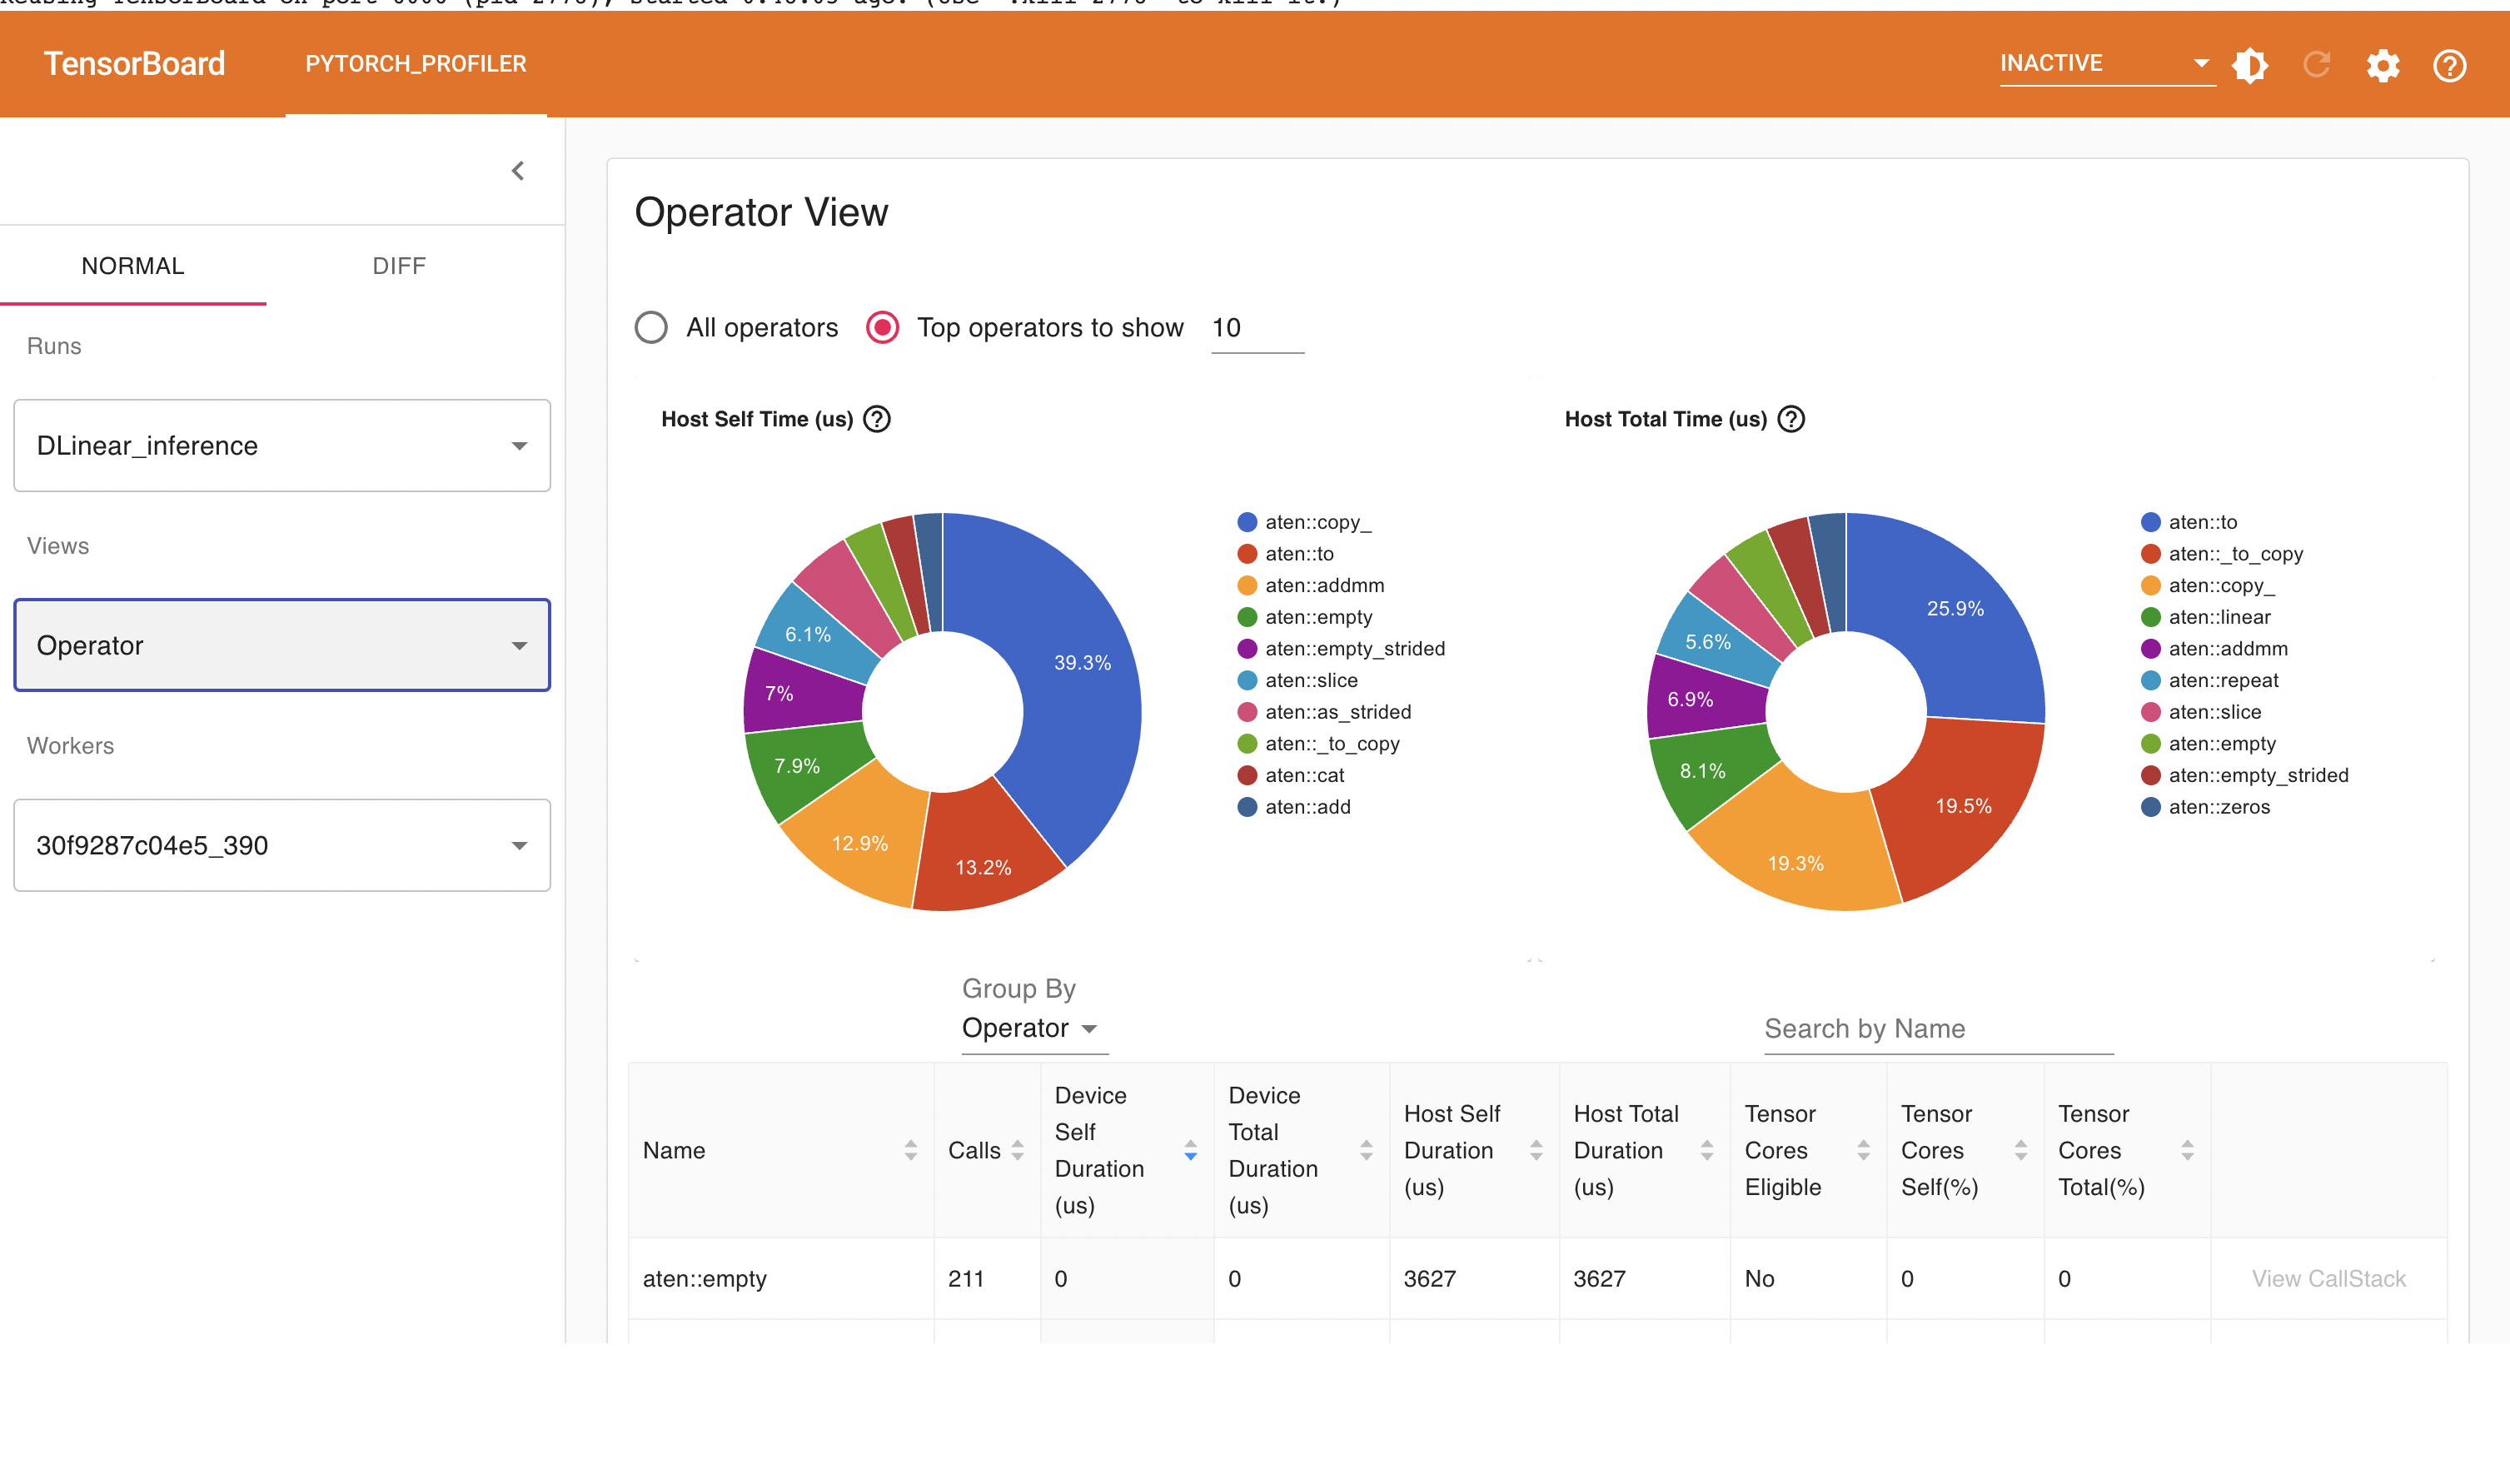 TensorBoard PYTORCH_PROFILER INACTIVE
NORMAL DIFF
Runs
DLinear_inference
Views
Operator
Workers
30f9287c04e5_390
Operator View
All operators Top operators to show 10
Host Self Time (us)
39.3%
13.2%
12.9%
7.9%
7%
6.1%
aten::copy_
aten::to
aten::addmm
aten::empty
aten::empty_strided
aten::slice
aten::as_strided
aten::_to_copy
aten::cat
aten::add
Host Total Time (us)
25.9%
19.5%
19.3%
8.1%
6.9%
5.6%
aten::to
aten::_to_copy
aten::copy_
aten::linear
aten::addmm
aten::repeat
aten::slice
aten::empty
aten::empty_strided
aten::zeros
Group By
Operator
Search by Name
Name
Calls
Device
Self
Duration
(us)
Device
Total
Duration
(us)
Host Self
Duration
(us)
Host Total
Duration
(us)
Tensor
Cores
Eligible
Tensor
Cores
Self(%)
Tensor
Cores
Total(%)
aten::empty 211 0 0 3627 3627 No 0 0 View CallStack